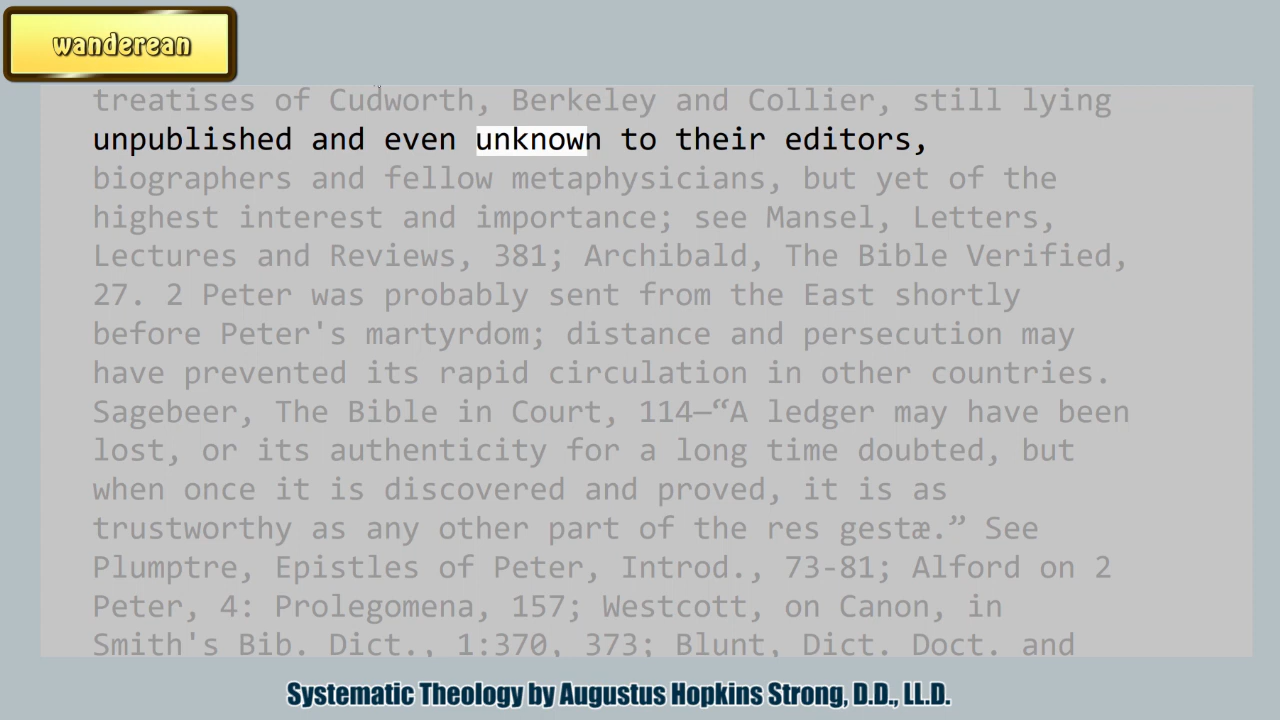 wanderean
treatises of Cudworth, Berkeley and Collier, still lying
unpublished and even unknown to their editors,
biographers and fellow metaphysicians, but yet of the
highest interest and importance; see Mansel, Letters,
Lectures and Reviews, 381; Archibald, The Bible Verified,
27. 2 Peter was probably sent from the East shortly
before Peter's martyrdom; distance and persecution may
have prevented its rapid circulation in other countries.
Sagebeer, The Bible in Court, 114—“A ledger may have been
lost, or its authenticity for a long time doubted, but
when once it is discovered and proved, it is as
trustworthy as any other part of the res gestæ.” See
Plumptre, Epistles of Peter, Introd., 73-81; Alford on 2
Peter, 4: Prolegomena, 157; Westcott, on Canon, in
Smith's Bib. Dict., 1:370, 373; Blunt, Dict. Doct. and
Systematic Theology by Augustus Hopkins Strong, D.D., LL.D.